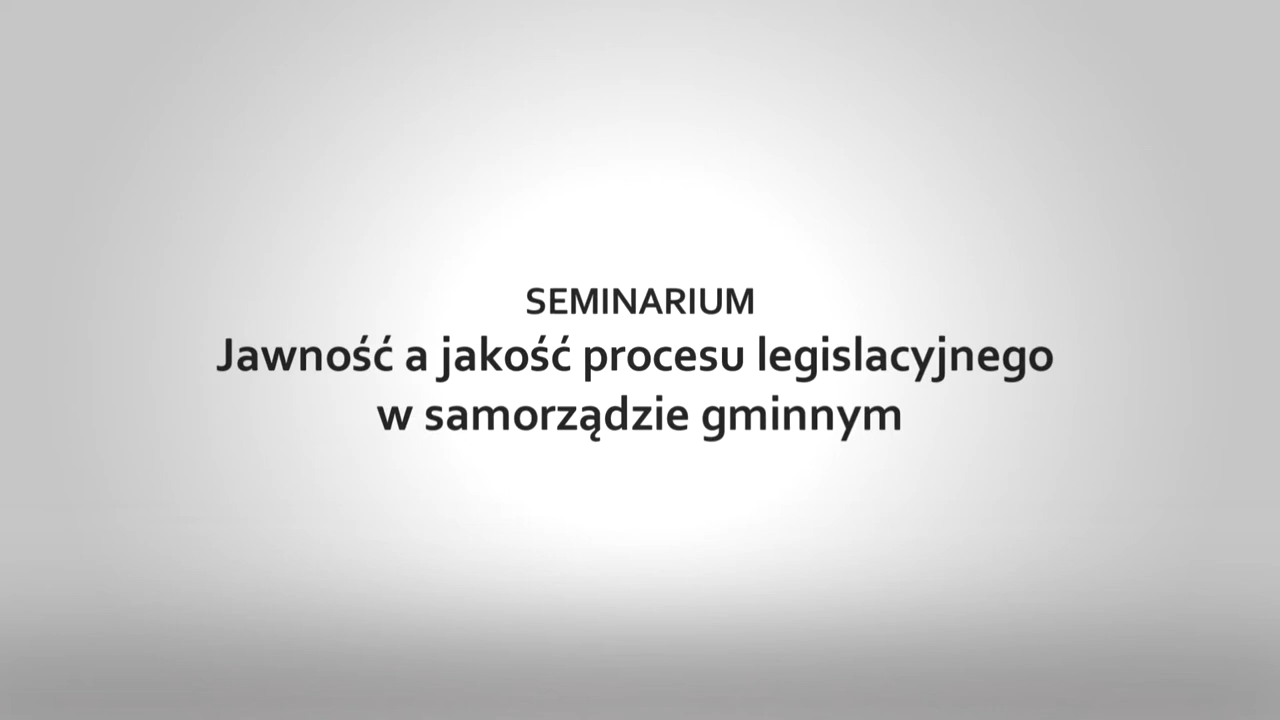 SEMINARIUM
Jawność a jakość procesu legislacyjnego
w samorządzie gminnym